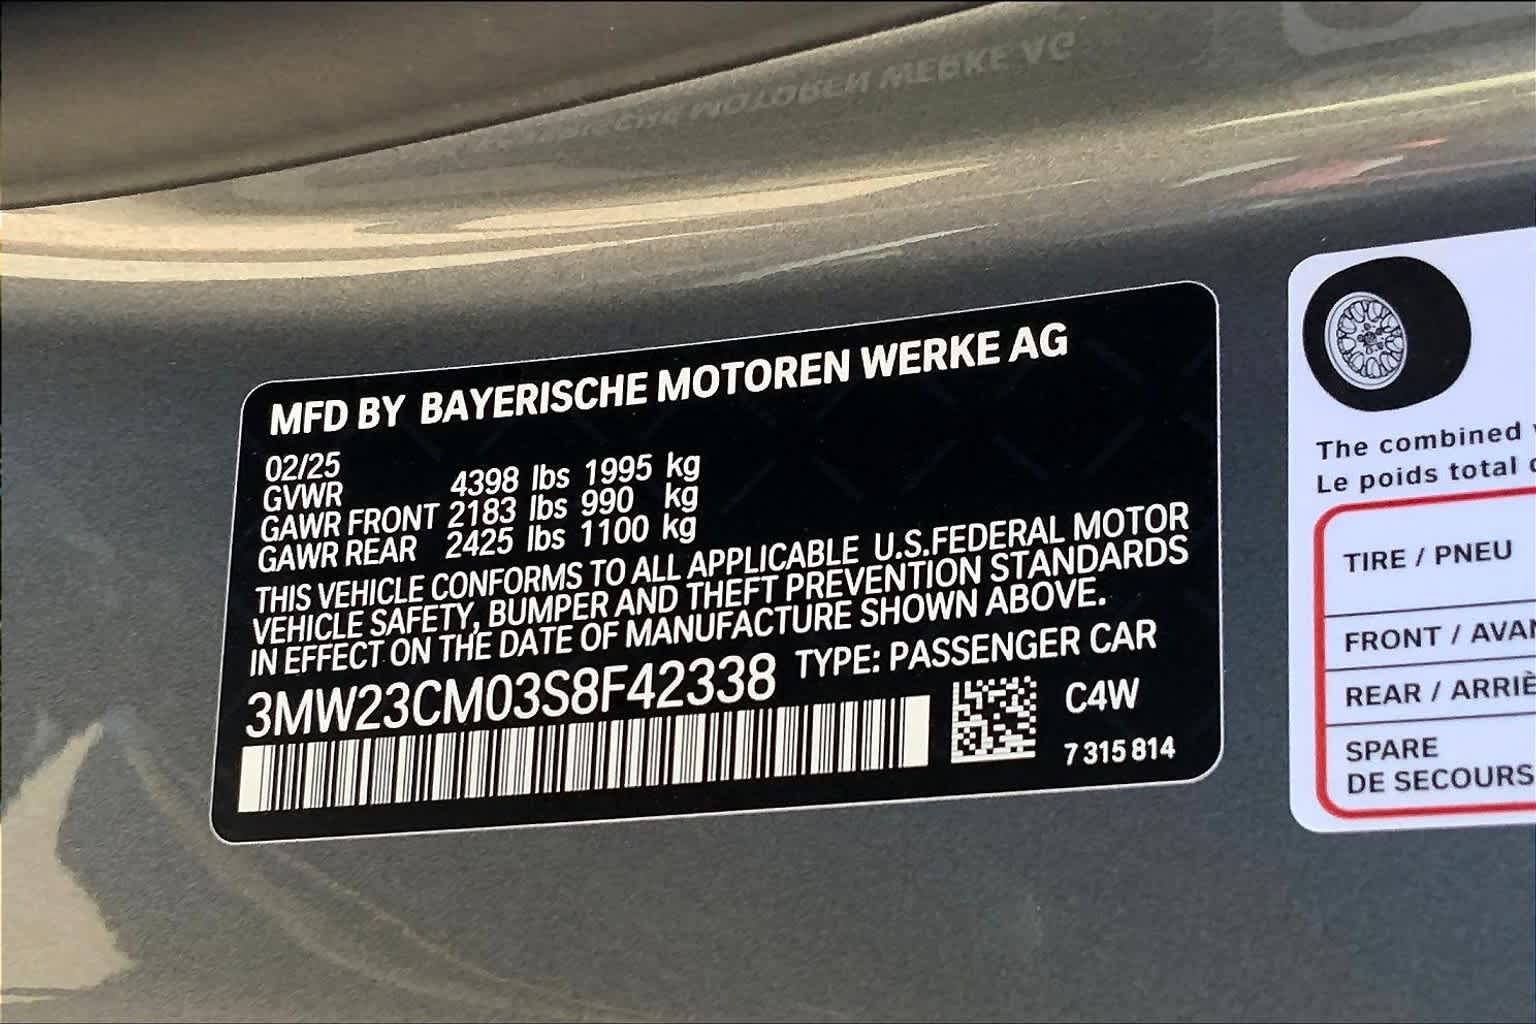 MFD BY BAYERISCHE MOTOREN WERKE AG
02/25
GVWR 4398 lbs 1995 kg
GAWR FRONT 2183 lbs 990 kg
GAWR REAR 2425 lbs 1100 kg
THIS VEHICLE CONFORMS TO ALL APPLICABLE U.S.FEDERAL MOTOR
VEHICLE SAFETY, BUMPER AND THEFT PREVENTION STANDARDS
IN EFFECT ON THE DATE OF MANUFACTURE SHOWN ABOVE.
3MW23CM03S8F42338 TYPE: PASSENGER CAR
C4W
7 315 814
The combined
Le poids total
TIRE / PNEU
FRONT / AVAN
REAR / ARRIÈ
SPARE
DE SECOURS